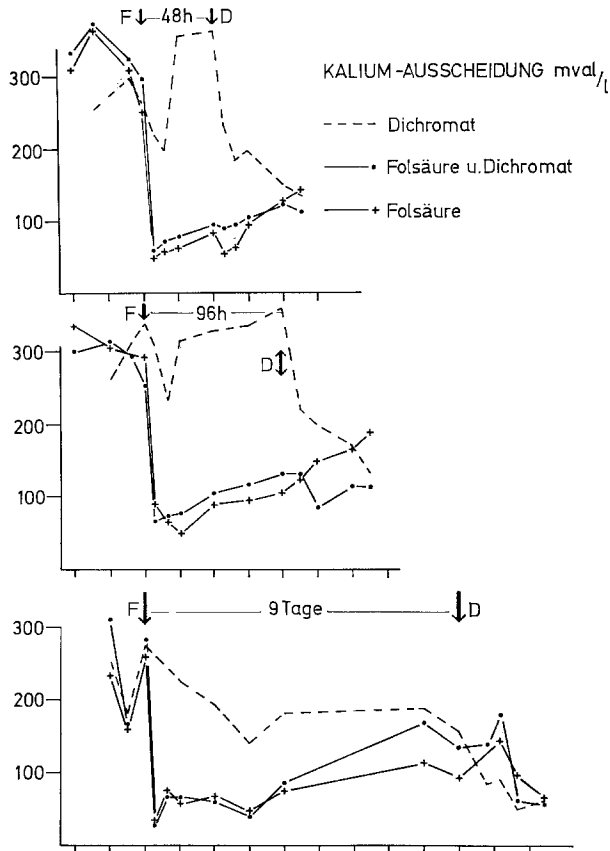 F ↓ —48h— ↓ D
KALIUM-AUSSCHEIDUNG mval/L
Dichromat
Folsäure u. Dichromat
Folsäure
300
200
100
F ↓ 96h
D
300
200
100
F ↓ 9 Tage ↓ D
300
200
100